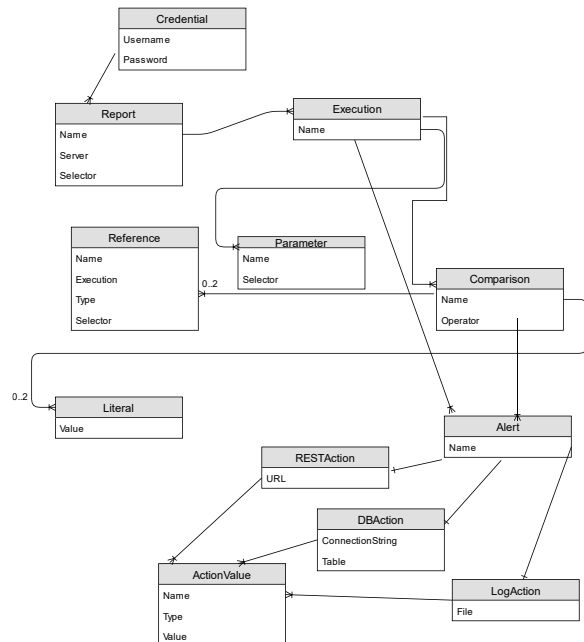 Credential
Username
Password
Report
Name
Server
Selector
Execution
Name
Reference
Name
Execution
Type
Selector
0..2
Parameter
Name
Selector
Comparison
Name
Operator
0..2
Literal
Value
Alert
Name
RESTAction
URL
DBAction
ConnectionString
Table
ActionValue
Name
Type
Value
LogAction
File